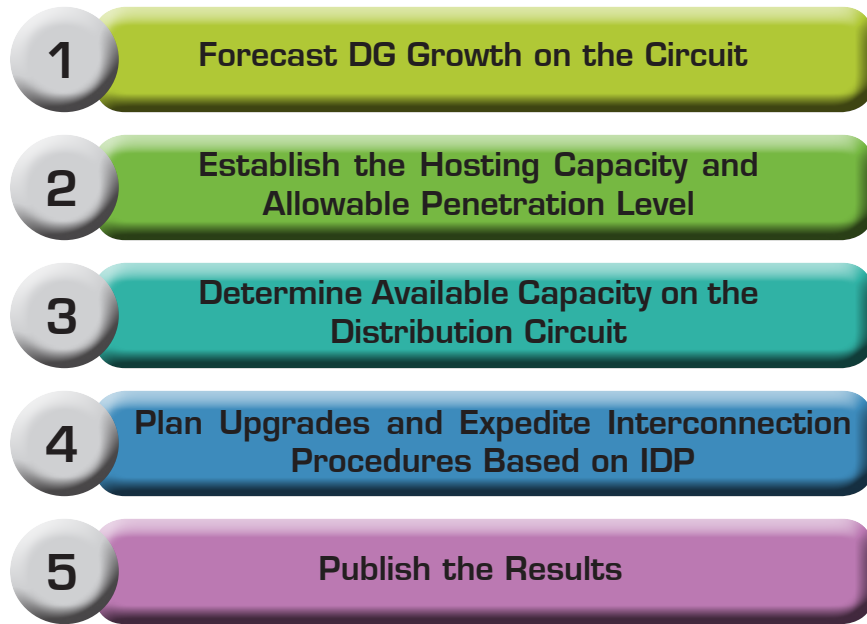 1
Forecast DG Growth on the Circuit
2
Establish the Hosting Capacity and
Allowable Penetration Level
3
Determine Available Capacity on the
Distribution Circuit
4
Plan Upgrades and Expedite Interconnection
Procedures Based on IDP
5
Publish the Results